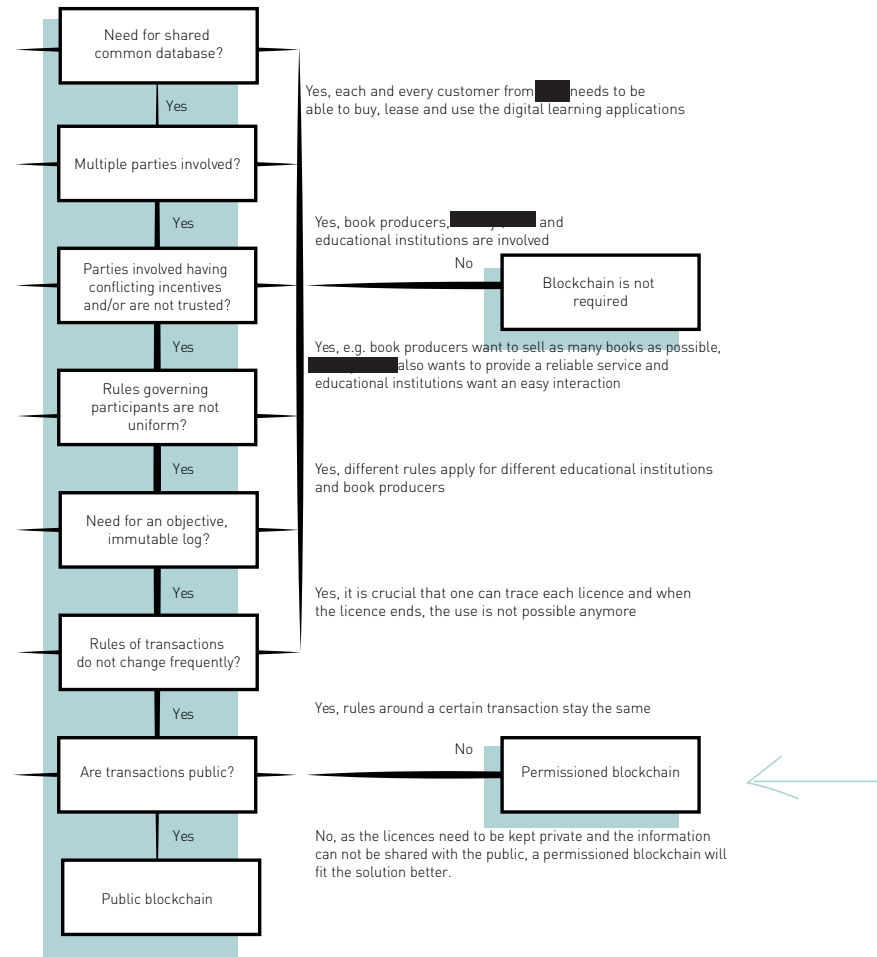 Need for shared
common database?
Yes, each and every customer from needs to be
able to buy, lease and use the digital learning applications
Yes
Multiple parties involved?
Yes, book producers, and
educational institutions are involved
Yes
No
Parties involved having
conflicting incentives
and/or are not trusted?
Blockchain is not
required
Yes
Yes, e.g. book producers want to sell as many books as possible,
also wants to provide a reliable service and
educational institutions want an easy interaction
Rules governing
participants are not
uniform?
Yes
Yes, different rules apply for different educational institutions
and book producers
Need for an objective,
immutable log?
Yes
Yes, it is crucial that one can trace each licence and when
the licence ends, the use is not possible anymore
Rules of transactions
do not change frequently?
Yes
Yes, rules around a certain transaction stay the same
No
Are transactions public?
Permissioned blockchain
Yes
No, as the licences need to be kept private and the information
can not be shared with the public, a permissioned blockchain will
fit the solution better.
Public blockchain